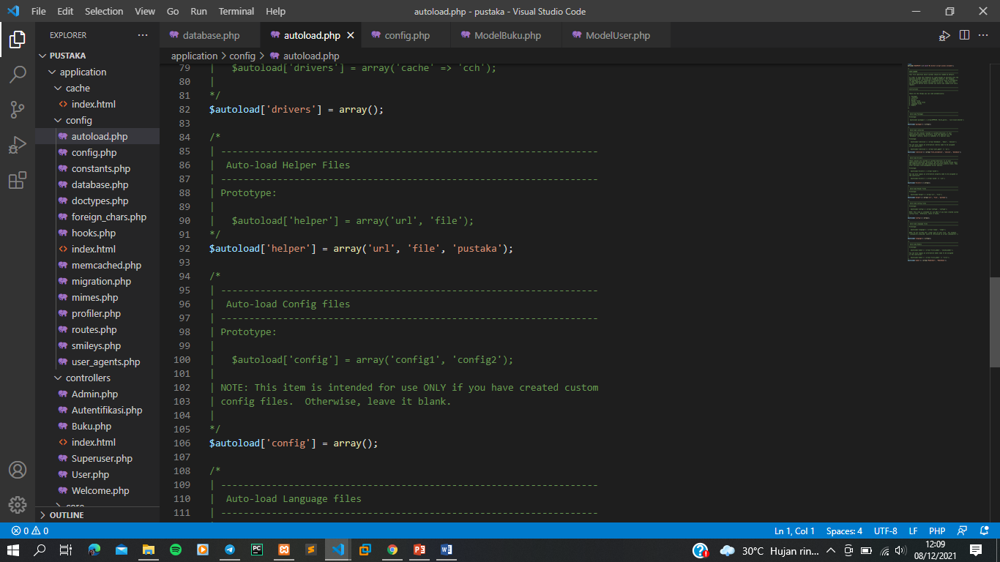 File Edit Selection View Go Run Terminal Help
autoload.php - pustaka - Visual Studio Code
EXPLORER
PUSTAKA
application
cache
index.html
config
autoload.php
config.php
constants.php
database.php
doctypes.php
foreign_chars.php
hooks.php
index.html
memcached.php
migration.php
mimes.php
profiler.php
routes.php
smileys.php
user_agents.php
controllers
Admin.php
Autentifikasi.php
Buku.php
index.html
Superuser.php
User.php
Welcome.php
core
OUTLINE
database.php autoload.php config.php ModelBuku.php ModelUser.php
application > config > autoload.php
79 | $autoload['drivers'] = array('cache' => 'cch');
80 |
81 */
82 $autoload['drivers'] = array();
83
84 /*
85 | -------------------------------------------------------------------
86 | Auto-load Helper Files
87 | -------------------------------------------------------------------
88 | Prototype:
89 |
90 | $autoload['helper'] = array('url', 'file');
91 */
92 $autoload['helper'] = array('url', 'file', 'pustaka');
93
94 /*
95 | -------------------------------------------------------------------
96 | Auto-load Config files
97 | -------------------------------------------------------------------
98 | Prototype:
99 |
100 | $autoload['config'] = array('config1', 'config2');
101 |
102 | NOTE: This item is intended for use ONLY if you have created custom
103 | config files.  Otherwise, leave it blank.
104 |
105 */
106 $autoload['config'] = array();
107
108 /*
109 | -------------------------------------------------------------------
110 | Auto-load Language files
111 | -------------------------------------------------------------------
0 0
Ln 1, Col 1 Spaces: 4 UTF-8 LF PHP
30°C Hujan rin...
12:09
08/12/2021